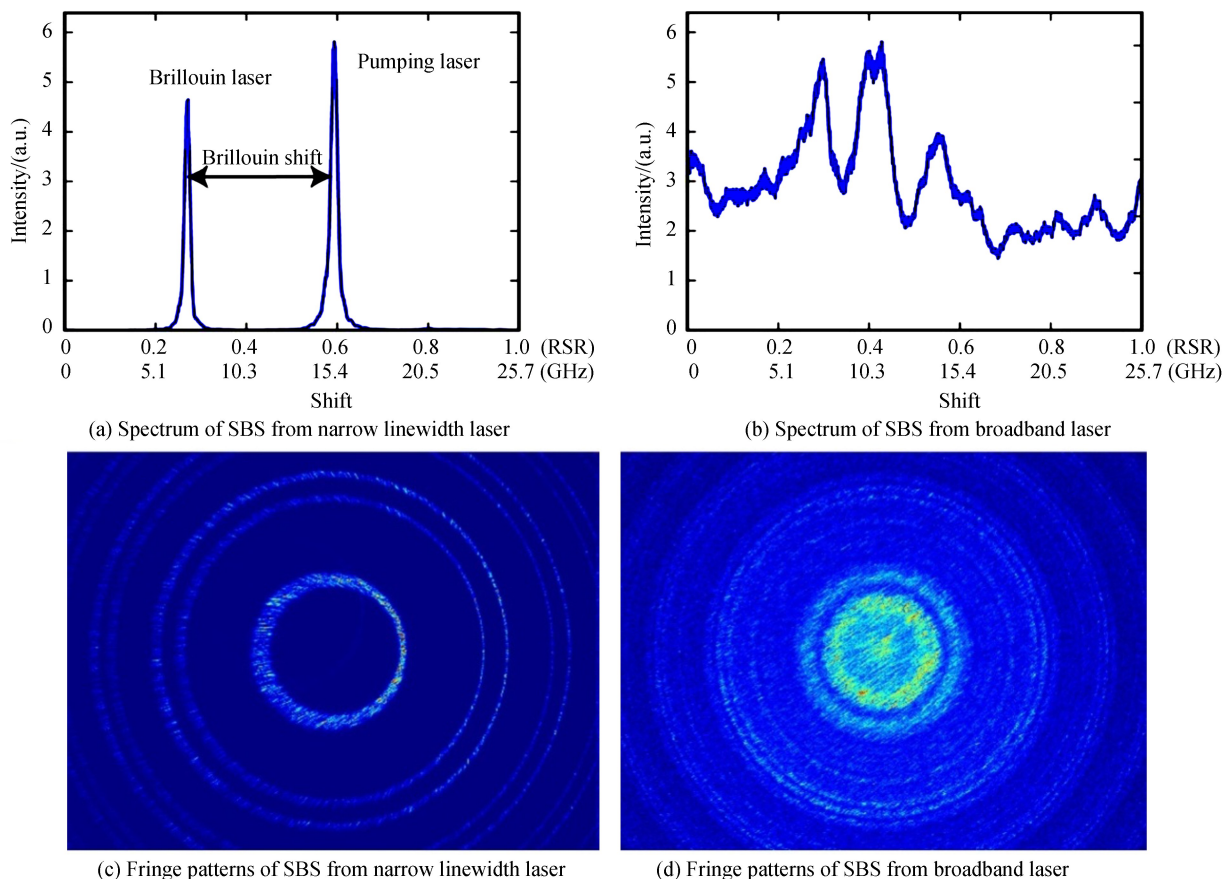 6
5
4
3
2
1
0
Intensity/(a.u.)
Brillouin laser
Pumping laser
Brillouin shift
0 0.2 0.4 0.6 0.8 1.0 (RSR)
0 5.1 10.3 15.4 20.5 25.7 (GHz)
Shift
(a) Spectrum of SBS from narrow linewidth laser
6
5
4
3
2
1
0
Intensity/(a.u.)
0 0.2 0.4 0.6 0.8 1.0 (RSR)
0 5.1 10.3 15.4 20.5 25.7 (GHz)
Shift
(b) Spectrum of SBS from broadband laser
(c) Fringe patterns of SBS from narrow linewidth laser
(d) Fringe patterns of SBS from broadband laser